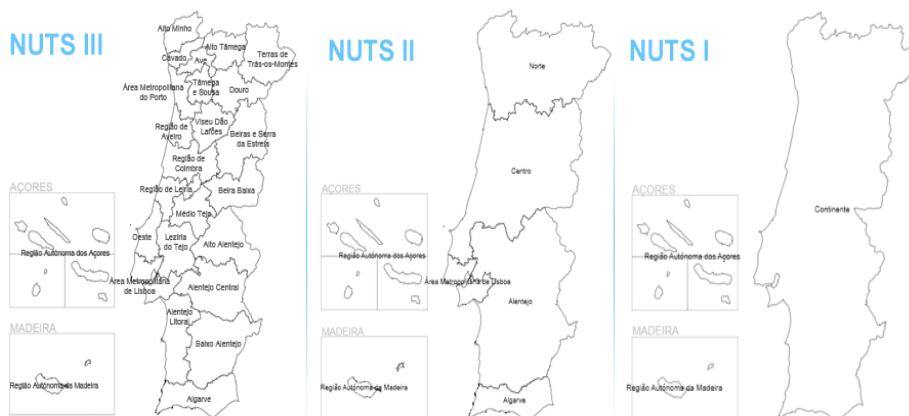 NUTS III
Alto Minho
Cávado
Ave
Alto Tâmega
Terras de
Trás-os-Montes
Área Metropolitana
do Porto
Tâmega
e Sousa
Douro
Região de
Aveiro
Viseu Dão
Lafões
Beiras e Serra
da Estrela
Região de
Coimbra
Região de Leiria
Beira Baixa
Médio Tejo
Oeste
Lezíria
do Tejo
Alto Alentejo
Área Metropolitana
de Lisboa
Alentejo Central
Alentejo
Litoral
Baixo Alentejo
Algarve
AÇORES
Região Autónoma dos Açores
MADEIRA
Região Autónoma da Madeira
NUTS II
Norte
Centro
Área Metropolitana de Lisboa
Alentejo
Algarve
AÇORES
Região Autónoma dos Açores
MADEIRA
Região Autónoma da Madeira
NUTS I
Continente
AÇORES
Região Autónoma dos Açores
MADEIRA
Região Autónoma da Madeira